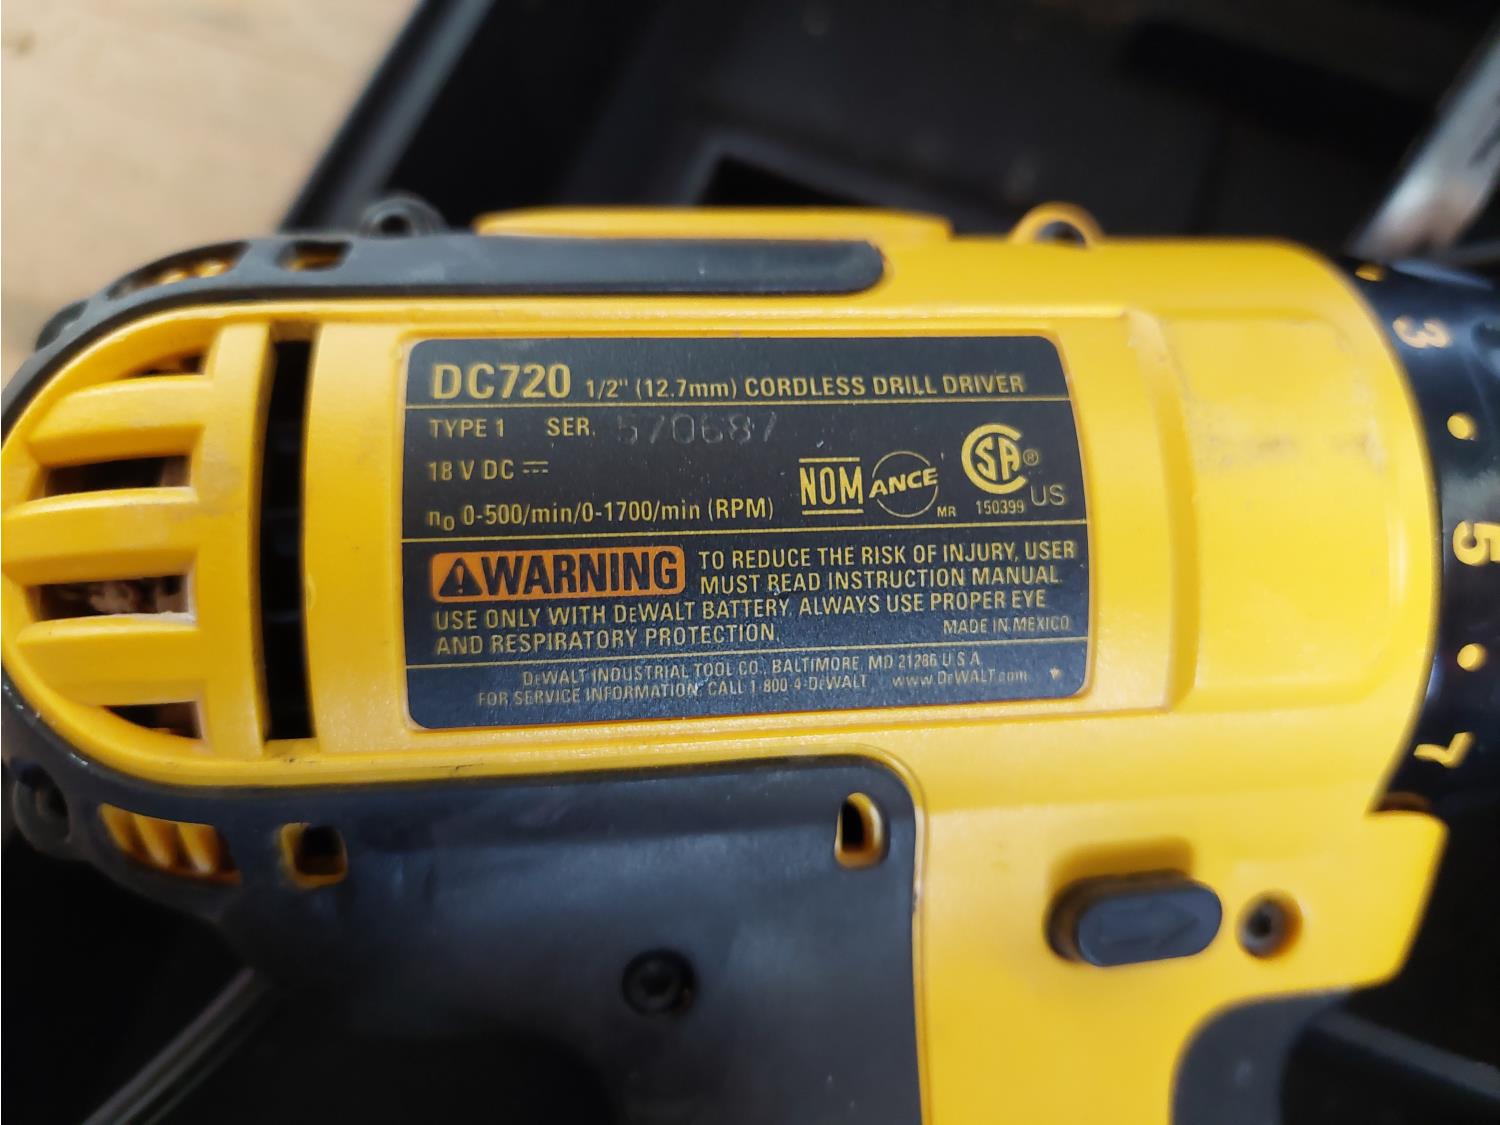 DC720 1/2" (12.7mm) CORDLESS DRILL DRIVER
TYPE 1 SER. 570687
18 V DC ⎓
NOM ANCE MR
CSA ® 150399 US
n₀ 0-500/min/0-1700/min (RPM)
⚠WARNING TO REDUCE THE RISK OF INJURY, USER
MUST READ INSTRUCTION MANUAL.
USE ONLY WITH DEWALT BATTERY. ALWAYS USE PROPER EYE
AND RESPIRATORY PROTECTION.
MADE IN MEXICO
DEWALT INDUSTRIAL TOOL CO., BALTIMORE, MD 21286 U.S.A.
FOR SERVICE INFORMATION, CALL 1-800-4-DEWALT www.DEWALT.com
3
5
7